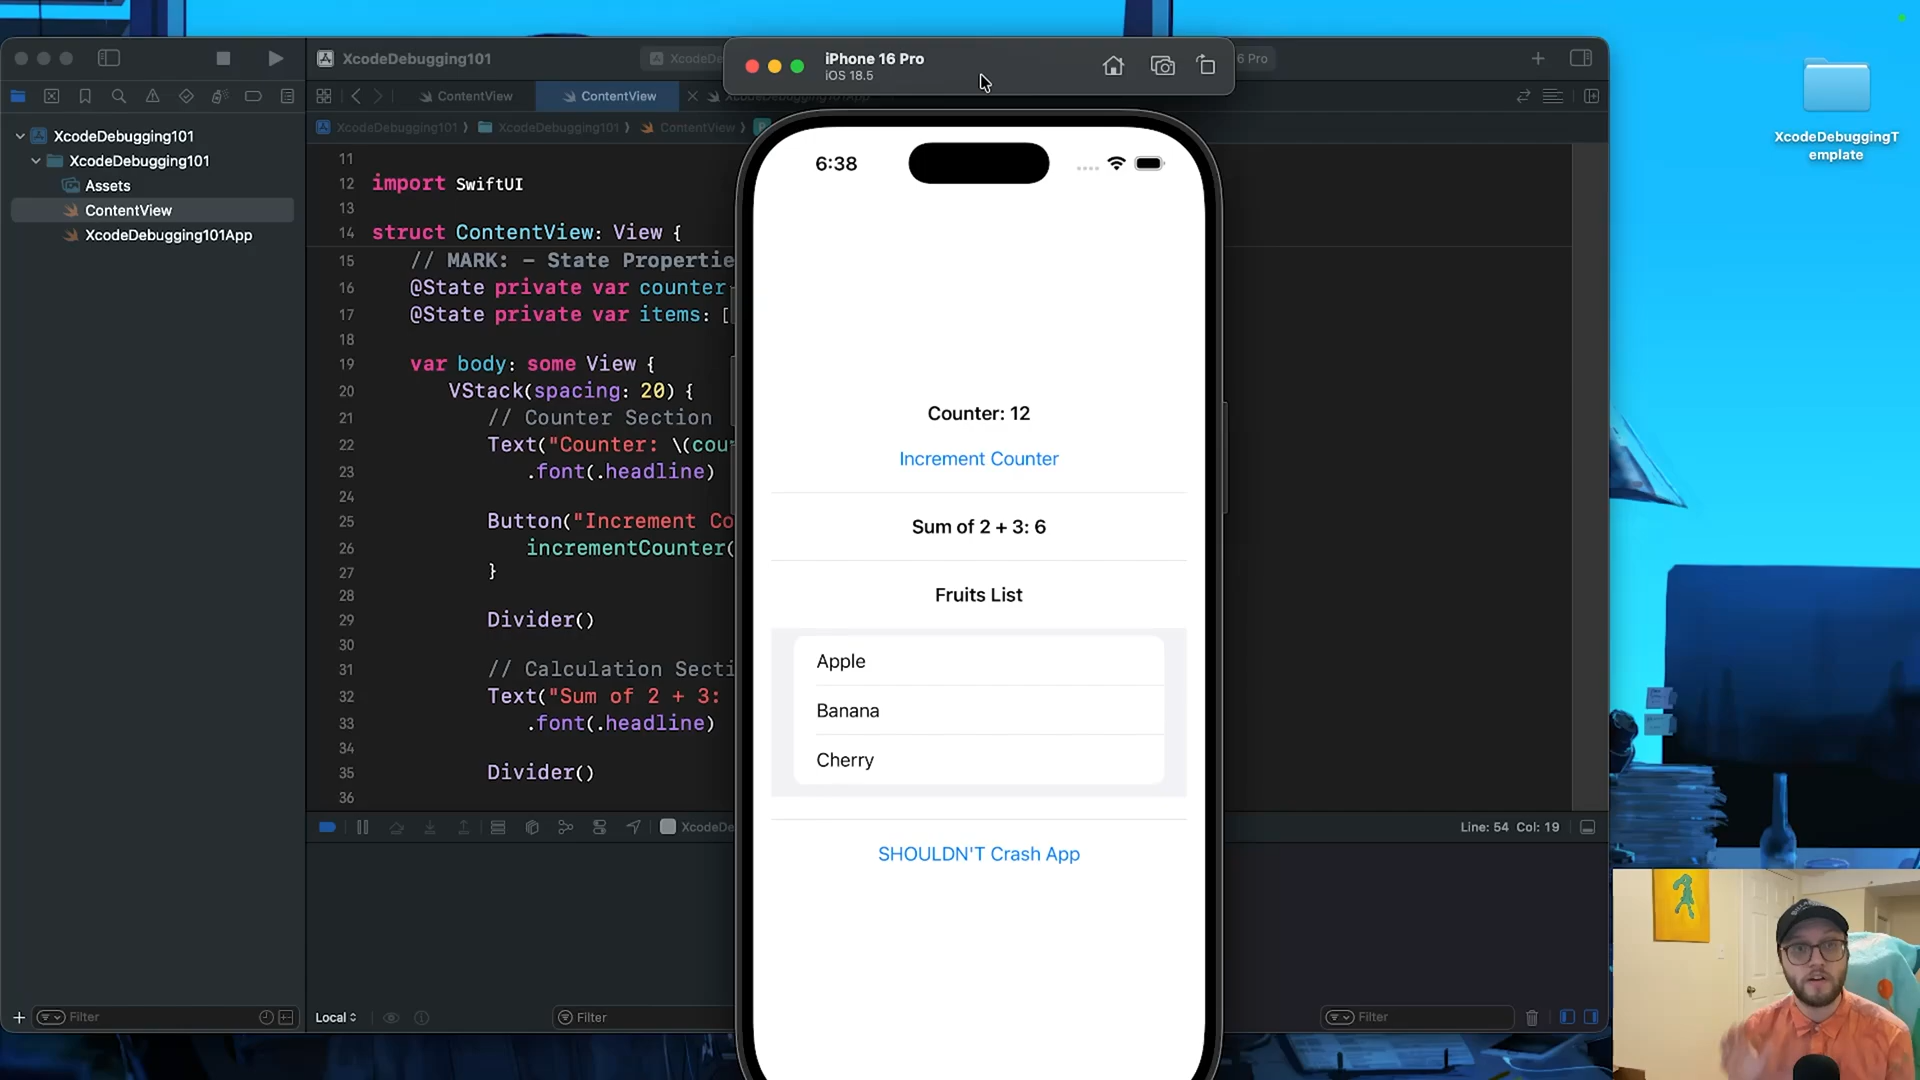 XcodeDebugging101
XcodeDe
6 Pro
iPhone 16 Pro
iOS 18.5
ContentView
ContentView
XcodeDebugging101App
XcodeDebugging101
XcodeDebugging101
ContentView
P
XcodeDebugging101
XcodeDebugging101
Assets
ContentView
XcodeDebugging101App
11
12 import SwiftUI
13
14 struct ContentView: View {
15 // MARK: - State Propertie
16 @State private var counter
17 @State private var items: [
18
19 var body: some View {
20 VStack(spacing: 20) {
21 // Counter Section
22 Text("Counter: \(cou
23 .font(.headline)
24
25 Button("Increment Co
26 incrementCounter(
27 }
28
29 Divider()
30
31 // Calculation Secti
32 Text("Sum of 2 + 3:
33 .font(.headline)
34
35 Divider()
36
6:38
Counter: 12
Increment Counter
Sum of 2 + 3: 6
Fruits List
Apple
Banana
Cherry
SHOULDN'T Crash App
XcodeDe
Line: 54 Col: 19
Filter
Local
Filter
Filter
XcodeDebuggingT
emplate